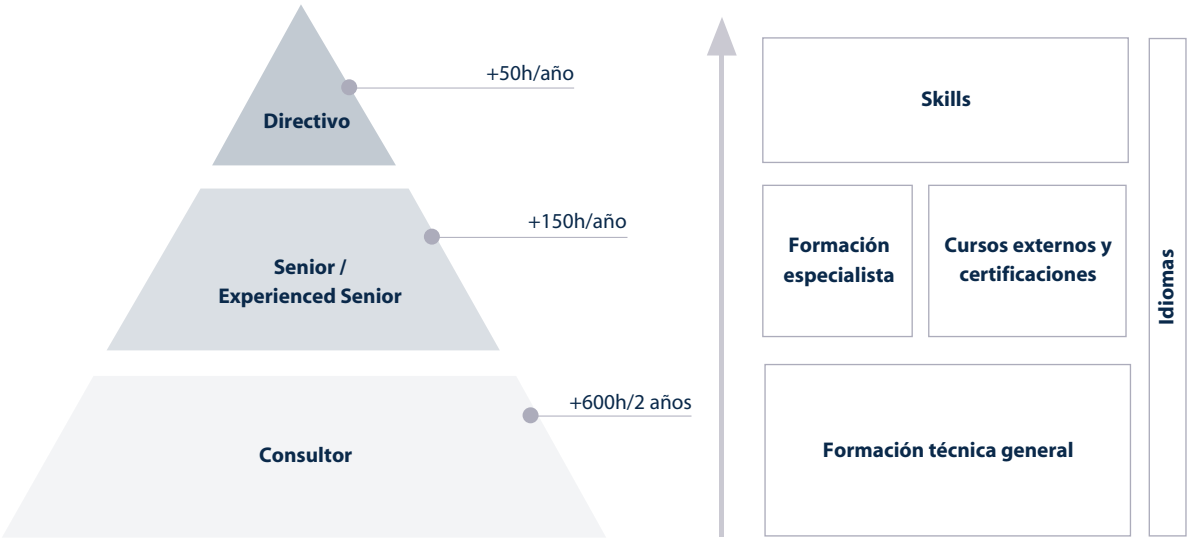 +50h/año
Directivo
+150h/año
Senior /
Experienced Senior
+600h/2 años
Consultor
Skills
Formación
especialista
Cursos externos y
certificaciones
Formación técnica general
Idiomas